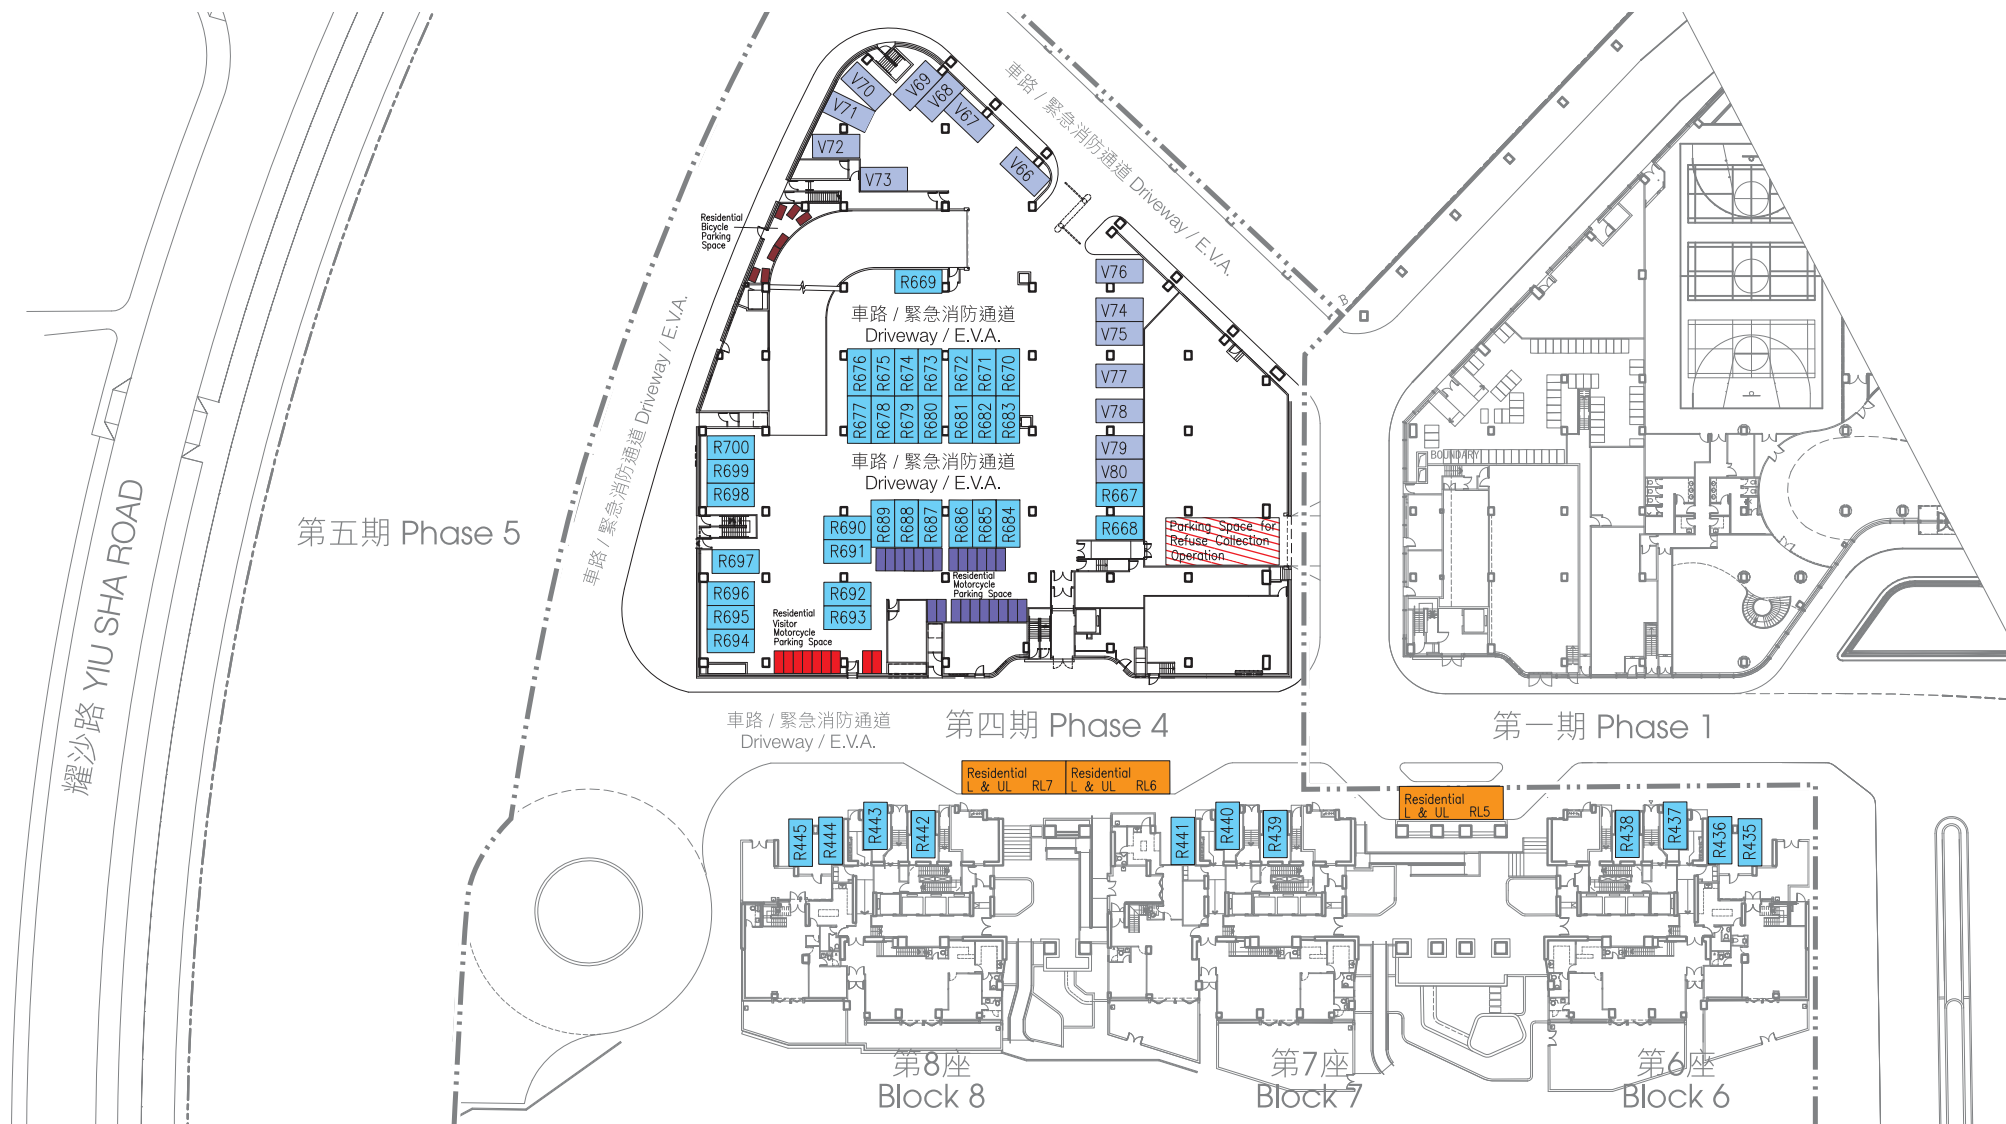 V70
V69
V68
V67
V71
V72
V66
V73
車路 / 緊急消防通道 Driveway / E.V.A.
Residential
Bicycle
Parking
Space
R669
V76
V74
V75
V77
V78
V79
V80
R667
R668
車路 / 緊急消防通道
Driveway / E.V.A.
R676
R675
R674
R673
R672
R671
R670
R677
R678
R679
R680
R681
R682
R683
車路 / 緊急消防通道
Driveway / E.V.A.
R700
R699
R698
R697
R696
R695
R694
R690
R691
R692
R693
R689
R688
R687
R686
R685
R684
Residential
Motorcycle
Parking Space
Residential
Visitor
Motorcycle
Parking Space
Parking Space for
Refuse Collection
Operation
車路 / 緊急消防通道 Driveway / E.V.A.
BOUNDARY
B
第五期 Phase 5
耀沙路 YIU SHA ROAD
車路 / 緊急消防通道
Driveway / E.V.A.
第四期 Phase 4
第一期 Phase 1
Residential
L & UL RL7
Residential
L & UL RL6
Residential
L & UL RL5
R445
R444
R443
R442
R441
R440
R439
R438
R437
R436
R435
第8座
Block 8
第7座
Block 7
第6座
Block 6